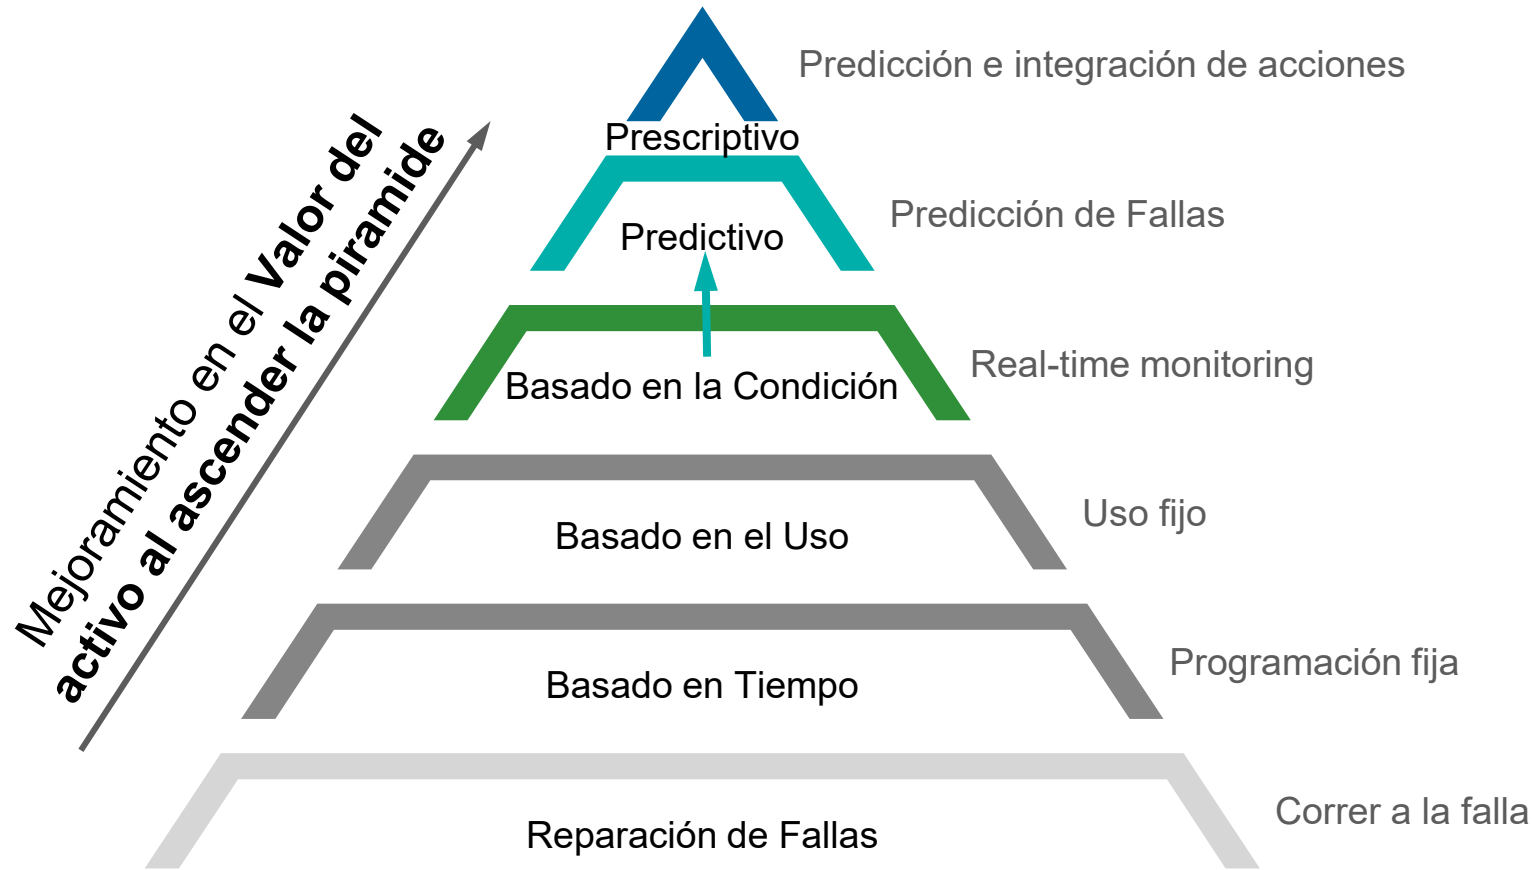 Predicción e integración de acciones
Prescriptivo
Predicción de Fallas
Predictivo
Real-time monitoring
Basado en la Condición
Uso fijo
Basado en el Uso
Programación fija
Basado en Tiempo
Correr a la falla
Reparación de Fallas
Mejoramiento en el Valor del
activo al ascender la piramide